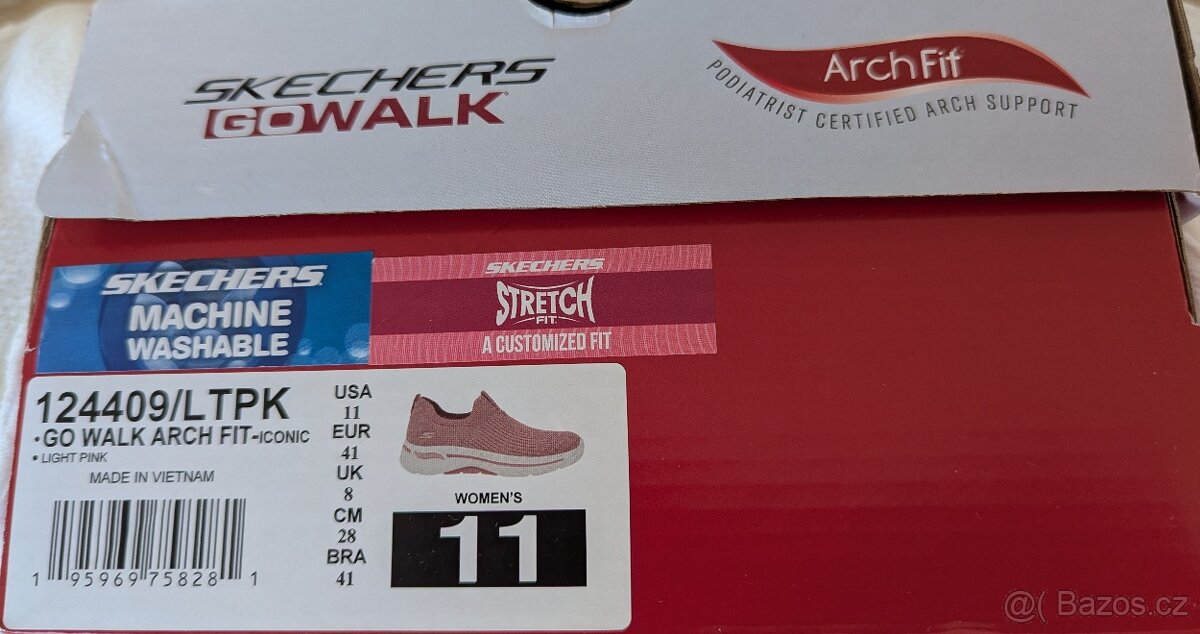 SKECHERS
GOWALK
ArchFit
PODIATRIST CERTIFIED ARCH SUPPORT
SKECHERS
MACHINE
WASHABLE
SKECHERS
STRETCH
FIT
A CUSTOMIZED FIT
124409/LTPK
•GO WALK ARCH FIT-ICONIC
•LIGHT PINK
MADE IN VIETNAM
1 95969 75828 1
USA
11
EUR
41
UK
8
CM
28
BRA
41
WOMEN'S
11
@( Bazos.cz